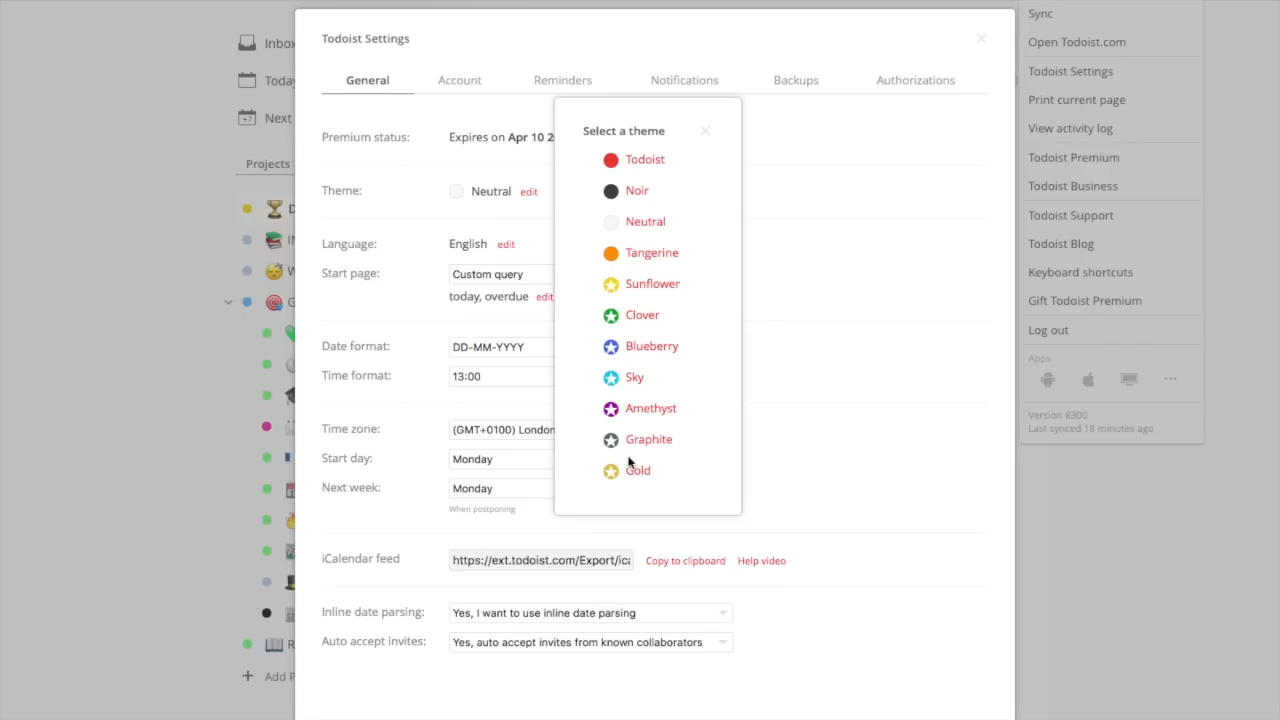 Todoist Settings
General
Account
Reminders
Notifications
Backups
Authorizations
Premium status:
Expires on Apr 10 2
Theme:
Neutral
edit
Language:
English
edit
Start page:
Custom query
today, overdue
edit
Date format:
DD-MM-YYYY
Time format:
13:00
Time zone:
(GMT+0100) London
Start day:
Monday
Next week:
Monday
When postponing
iCalendar feed
https://ext.todoist.com/Export/ica
Copy to clipboard
Help video
Inline date parsing:
Yes, I want to use inline date parsing
Auto accept invites:
Yes, auto accept invites from known collaborators
Select a theme
Todoist
Noir
Neutral
Tangerine
Sunflower
Clover
Blueberry
Sky
Amethyst
Graphite
Gold
Inbo
Toda
+7
Next
Projects
D
W
G
R
Add P
Sync
Open Todoist.com
Todoist Settings
Print current page
View activity log
Todoist Premium
Todoist Business
Todoist Support
Todoist Blog
Keyboard shortcuts
Gift Todoist Premium
Log out
Apps
Version 8300
Last synced 18 minutes ago